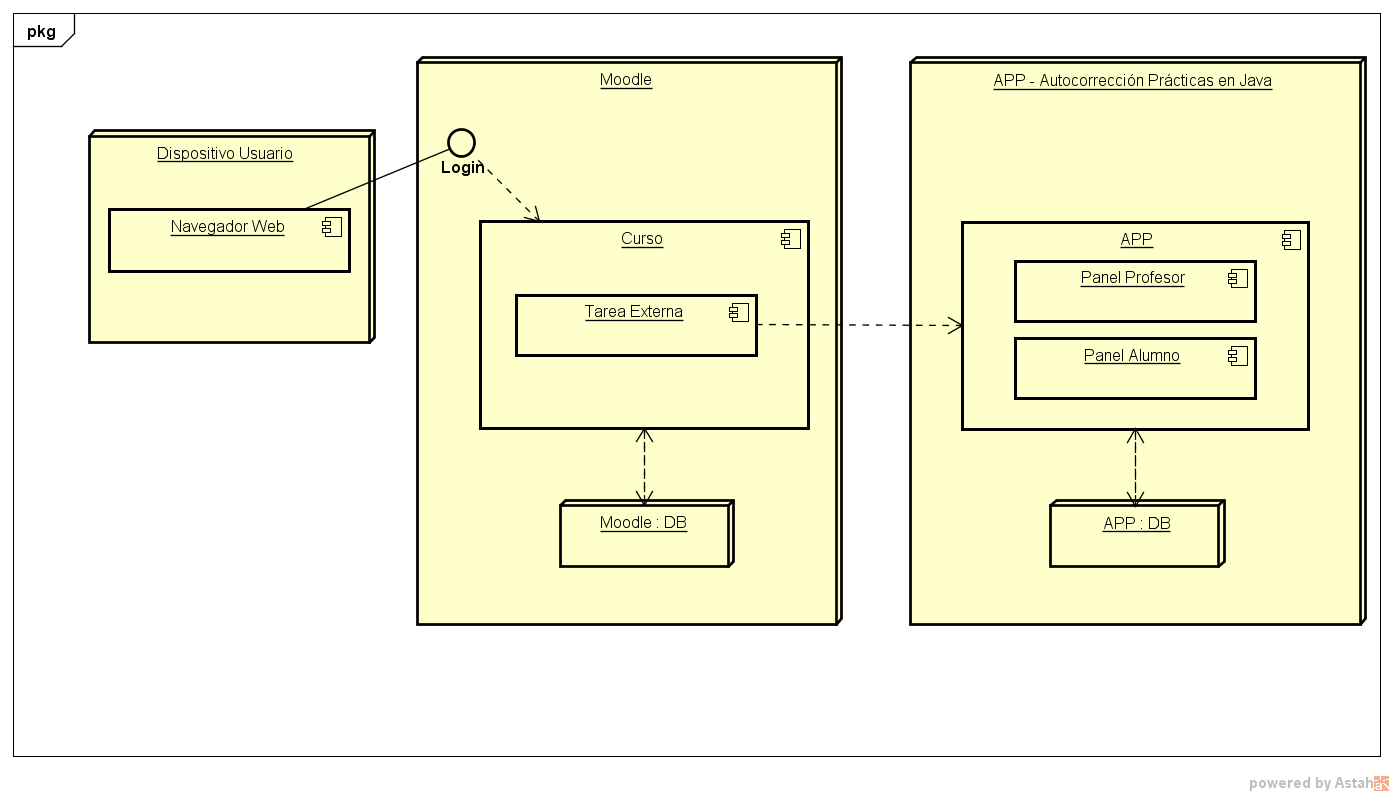 pkg
Dispositivo Usuario
Navegador Web
Moodle
Login
Curso
Tarea Externa
Moodle : DB
APP - Autocorrección Prácticas en Java
APP
Panel Profesor
Panel Alumno
APP : DB
powered by Astah